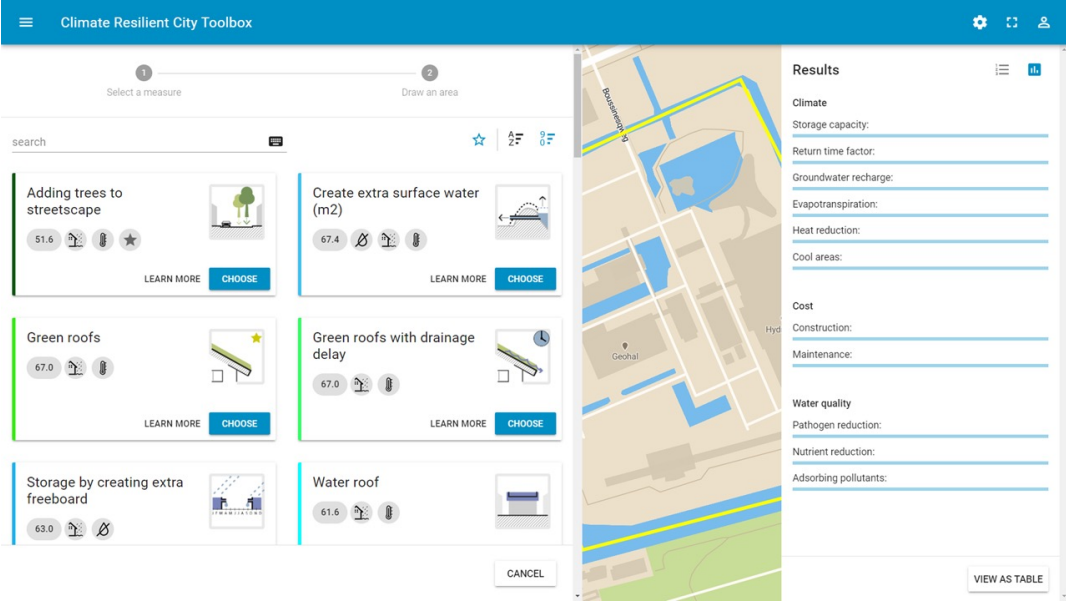 Climate Resilient City Toolbox
1
2
Select a measure
Draw an area
search
A
Z
9
0
Adding trees to
streetscape
51.6
LEARN MORE
CHOOSE
Create extra surface water
(m2)
67.4
LEARN MORE
CHOOSE
Green roofs
67.0
LEARN MORE
CHOOSE
Green roofs with drainage
delay
67.0
LEARN MORE
CHOOSE
Storage by creating extra
freeboard
63.0
J F M A M J J A S O N D
Water roof
61.6
CANCEL
Boussinesqweg
Geohal
Hyd
Results
Climate
Storage capacity:
Return time factor:
Groundwater recharge:
Evapotranspiration:
Heat reduction:
Cool areas:
Cost
Construction:
Maintenance:
Water quality
Pathogen reduction:
Nutrient reduction:
Adsorbing pollutants:
VIEW AS TABLE